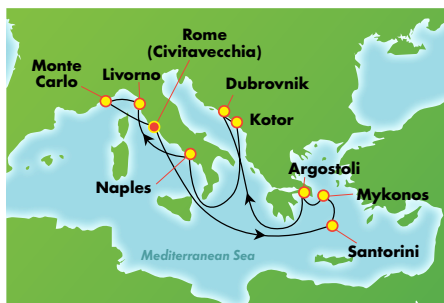 Rome
(Civitavecchia)
Monte
Carlo
Livorno
Dubrovnik
Kotor
Naples
Argostoli
Mykonos
Santorini
Mediterranean Sea